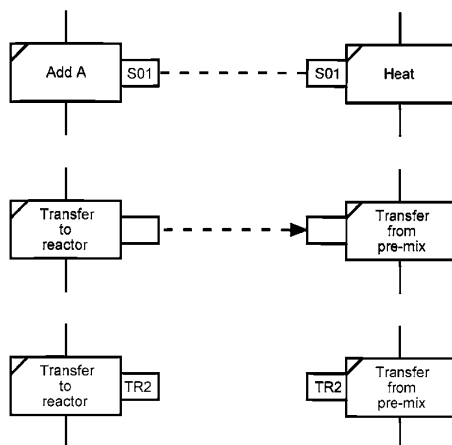 Add A
S01
S01
Heat
Transfer
to
reactor
Transfer
from
pre-mix
Transfer
to
reactor
TR2
TR2
Transfer
from
pre-mix